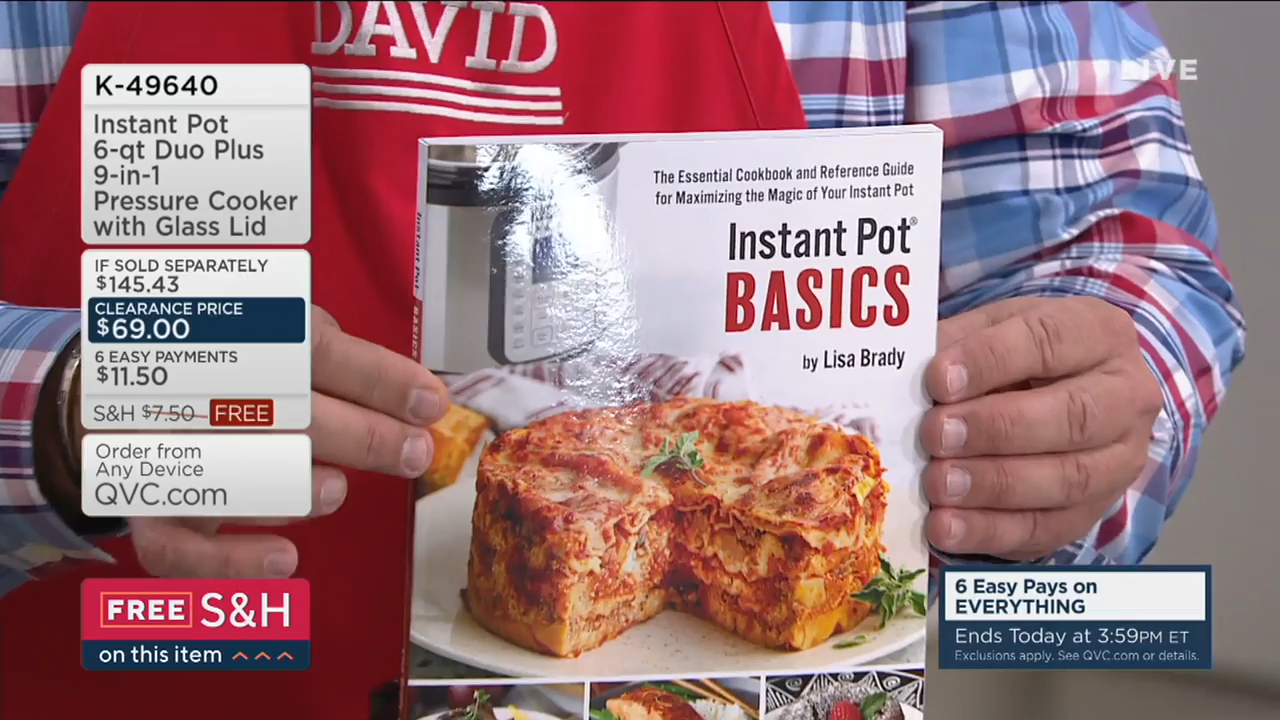 DAVID
LIVE
K-49640
Instant Pot
6-qt Duo Plus
9-in-1
Pressure Cooker
with Glass Lid
IF SOLD SEPARATELY
$145.43
CLEARANCE PRICE
$69.00
6 EASY PAYMENTS
$11.50
S&H $7.50 FREE
Order from
Any Device
QVC.com
FREE S&H
on this item
The Essential Cookbook and Reference Guide
for Maximizing the Magic of Your Instant Pot
Instant Pot®
BASICS
by Lisa Brady
Instant Pot BASICS
6 Easy Pays on
EVERYTHING
Ends Today at 3:59PM ET
Exclusions apply. See QVC.com or details.